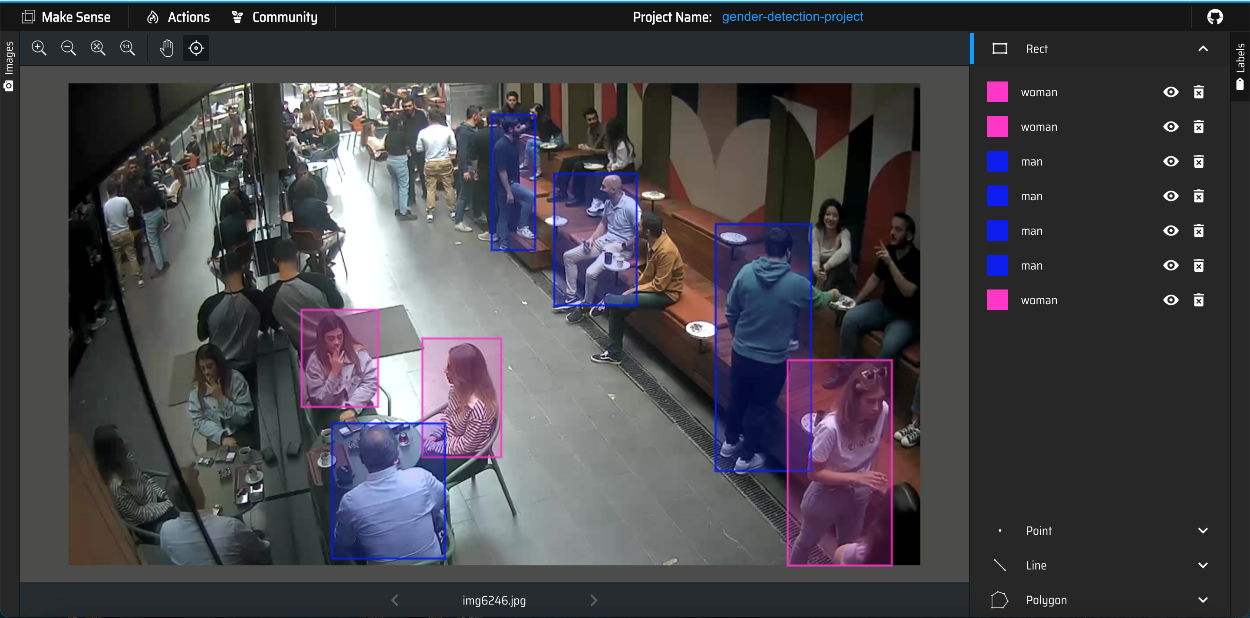 Make Sense Actions Community Project Name: gender-detection-project
Images
Labels
Rect
woman
woman
man
man
man
man
woman
Point
Line
Polygon
img6246.jpg